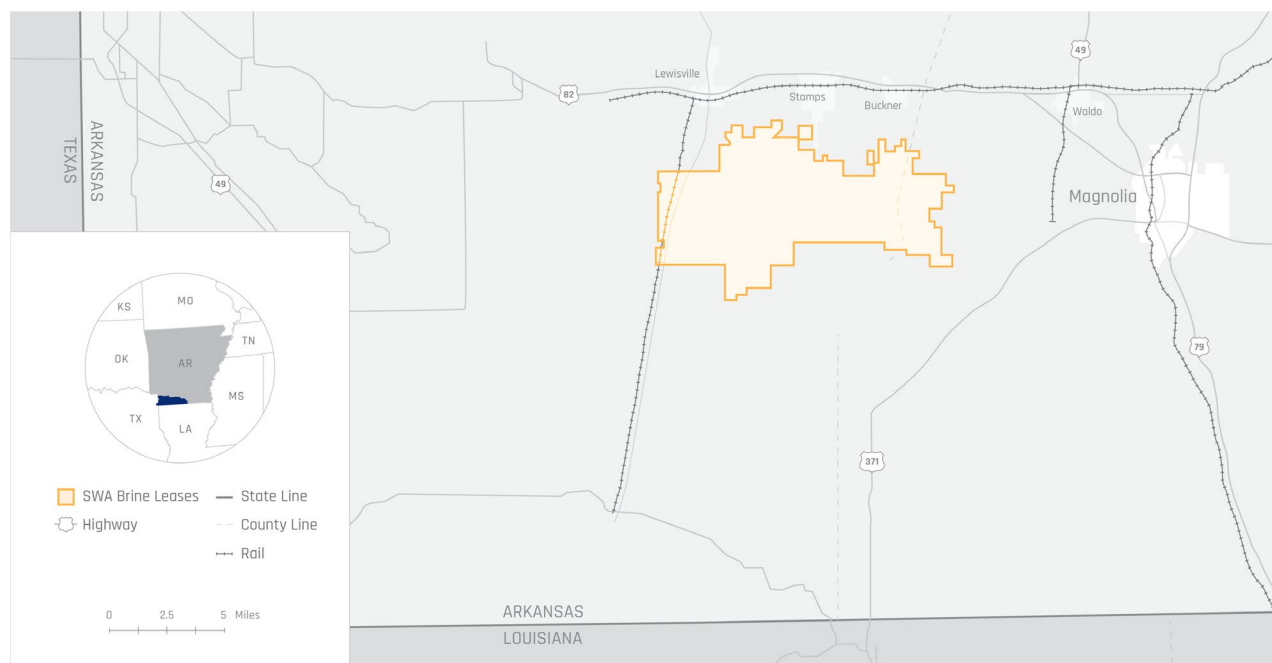 49
Lewisville
82
Stamps
Buckner
Waldo
TEXAS
ARKANSAS
49
Magnolia
KS
MO
OK
AR
TN
TX
LA
MS
79
371
SWA Brine Leases
State Line
Highway
County Line
Rail
0 2.5 5 Miles
ARKANSAS
LOUISIANA